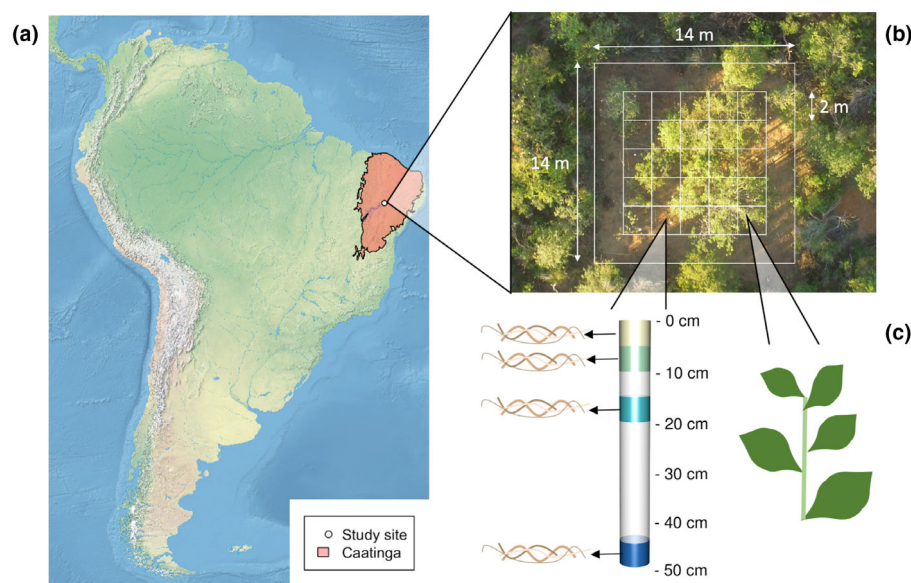 (a)
Study site
Caatinga
(b)
14 m
2 m
14 m
(c)
- 0 cm
- 10 cm
- 20 cm
- 30 cm
- 40 cm
- 50 cm